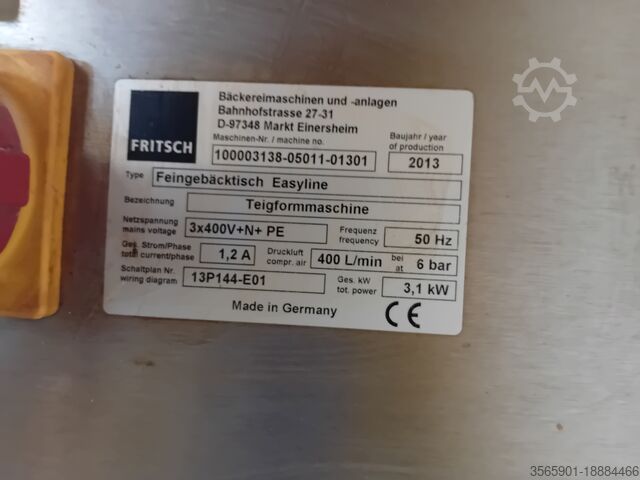 FRITSCH
Bäckereimaschinen und -anlagen
Bahnhofstrasse 27-31
D-97348 Markt Einersheim
Maschinen-Nr. / machine no.
100003138-05011-01301
Baujahr / year
of production
2013
Type Feingebäcktisch Easyline
Bezeichnung Teigformmaschine
Netzspannung
mains voltage
3x400V+N+ PE
Frequenz
frequency
50 Hz
Ges. Strom/Phase
total current/phase
1,2 A
Druckluft
compr. air
400 L/min
bei
at
6 bar
Schaltplan Nr.
wiring diagram
13P144-E01
Ges. kW
tot. power
3,1 kW
Made in Germany
CE
3565901-18884466